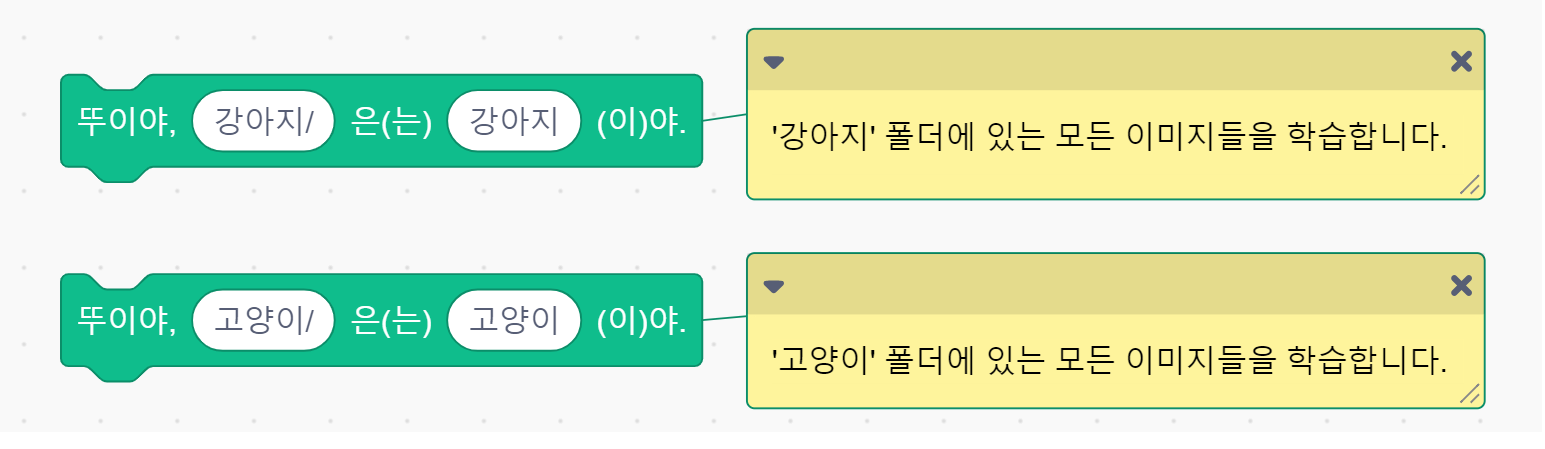 뚜이야, 강아지/ 은(는) 강아지 (이)야.
'강아지' 폴더에 있는 모든 이미지들을 학습합니다.
뚜이야, 고양이/ 은(는) 고양이 (이)야.
'고양이' 폴더에 있는 모든 이미지들을 학습합니다.